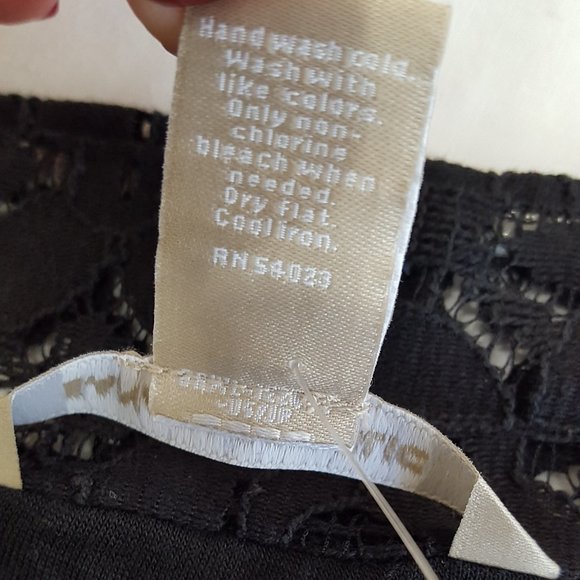 Hand wash cold.
Wash with
like colors.
Only non-
chlorine
bleach when
needed.
Dry flat.
Cool iron.
RN 54023